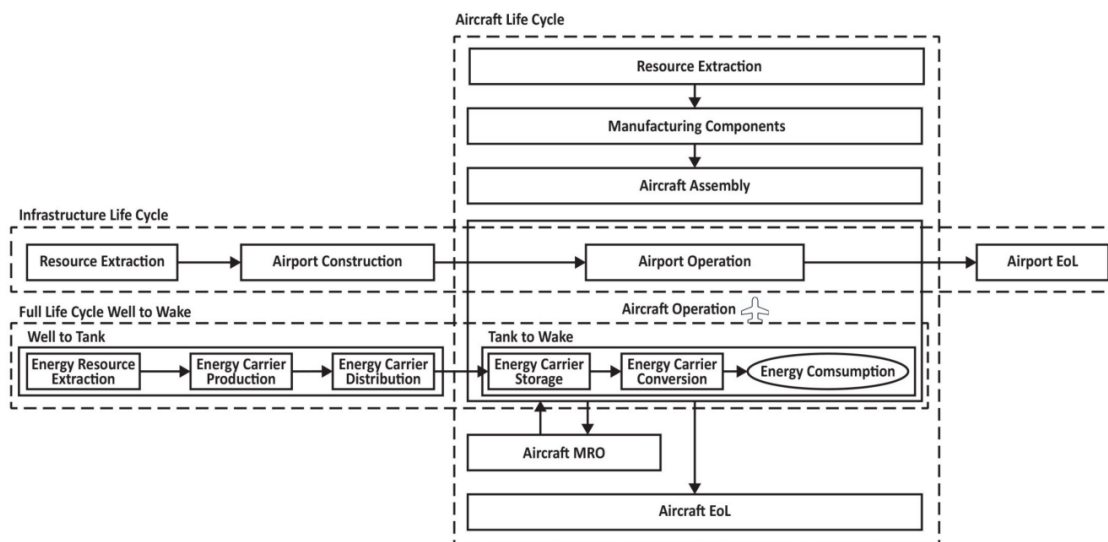 Aircraft Life Cycle
Resource Extraction
Manufacturing Components
Aircraft Assembly
Infrastructure Life Cycle
Resource Extraction
Airport Construction
Airport Operation
Airport EoL
Aircraft Operation
Full Life Cycle Well to Wake
Well to Tank
Energy Resource
Extraction
Energy Carrier
Production
Energy Carrier
Distribution
Tank to Wake
Energy Carrier
Storage
Energy Carrier
Conversion
Energy Comsumption
Aircraft MRO
Aircraft EoL